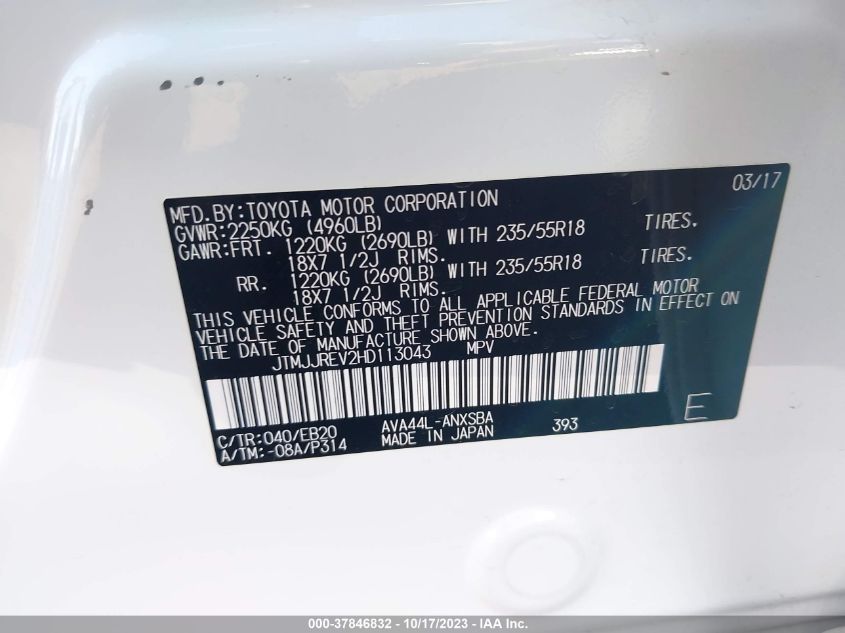 03/17
MFD.BY:TOYOTA MOTOR CORPORATION
GVWR:2250KG (4960LB)
GAWR:FRT. 1220KG (2690LB) WITH 235/55R18 TIRES.
18X7 1/2J RIMS.
RR. 1220KG (2690LB) WITH 235/55R18 TIRES.
18X7 1/2J RIMS.
THIS VEHICLE CONFORMS TO ALL APPLICABLE FEDERAL MOTOR
VEHICLE SAFETY AND THEFT PREVENTION STANDARDS IN EFFECT ON
THE DATE OF MANUFACTURE SHOWN ABOVE.
JTMJJREV2HD113043 MPV
C/TR:040/EB20 AVA44L-ANXSBA 393 E
A/TM:-08A/P314 MADE IN JAPAN
000-37846832 - 10/17/2023 - IAA Inc.